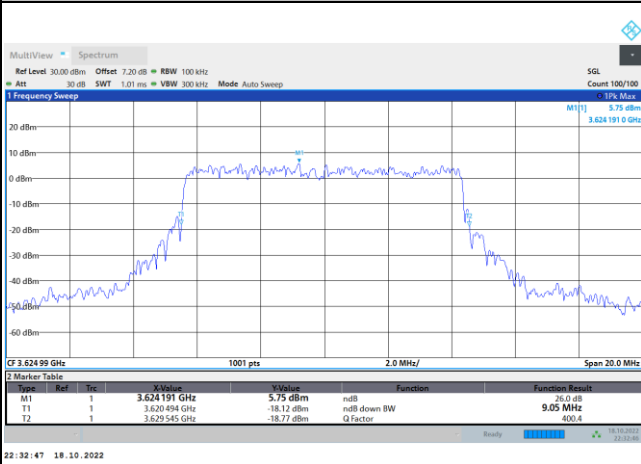 MultiView Spectrum
Ref Level 30.00 dBm Offset 7.20 dB RBW 100 kHz SGL
Att 30 dB SWT 1.01 ms VBW 300 kHz Mode Auto Sweep Count 100/100
1 Frequency Sweep 1Pk Max
M1[1] 5.75 dBm
3.624 191 0 GHz
20 dBm
10 dBm
M1
0 dBm
-10 dBm
T1 T2
-20 dBm
-30 dBm
-40 dBm
-50 dBm
-60 dBm
CF 3.624 99 GHz 1001 pts 2.0 MHz/ Span 20.0 MHz
2 Marker Table
Type Ref Trc X-Value Y-Value Function Function Result
M1 1 3.624 191 GHz 5.75 dBm ndB 26.0 dB
T1 1 3.620 494 GHz -18.12 dBm ndB down BW 9.05 MHz
T2 1 3.629 545 GHz -18.77 dBm Q Factor 400.4
Ready 18.10.2022
22:32:46
22:32:47 18.10.2022